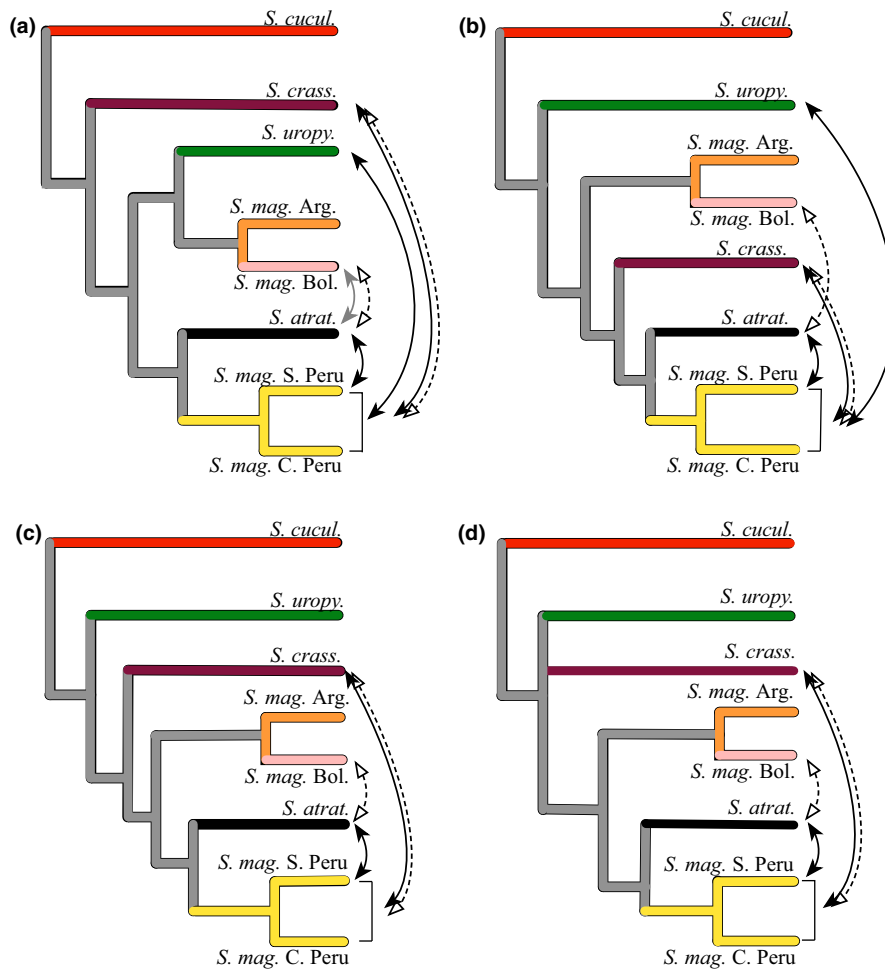 (a)
S. cucul.
S. crass.
S. uropy.
S. mag. Arg.
S. mag. Bol.
S. atrat.
S. mag. S. Peru
S. mag. C. Peru
(b)
S. cucul.
S. uropy.
S. mag. Arg.
S. mag. Bol.
S. crass.
S. atrat.
S. mag. S. Peru
S. mag. C. Peru
(c)
S. cucul.
S. uropy.
S. crass.
S. mag. Arg.
S. mag. Bol.
S. atrat.
S. mag. S. Peru
S. mag. C. Peru
(d)
S. cucul.
S. uropy.
S. crass.
S. mag. Arg.
S. mag. Bol.
S. atrat.
S. mag. S. Peru
S. mag. C. Peru